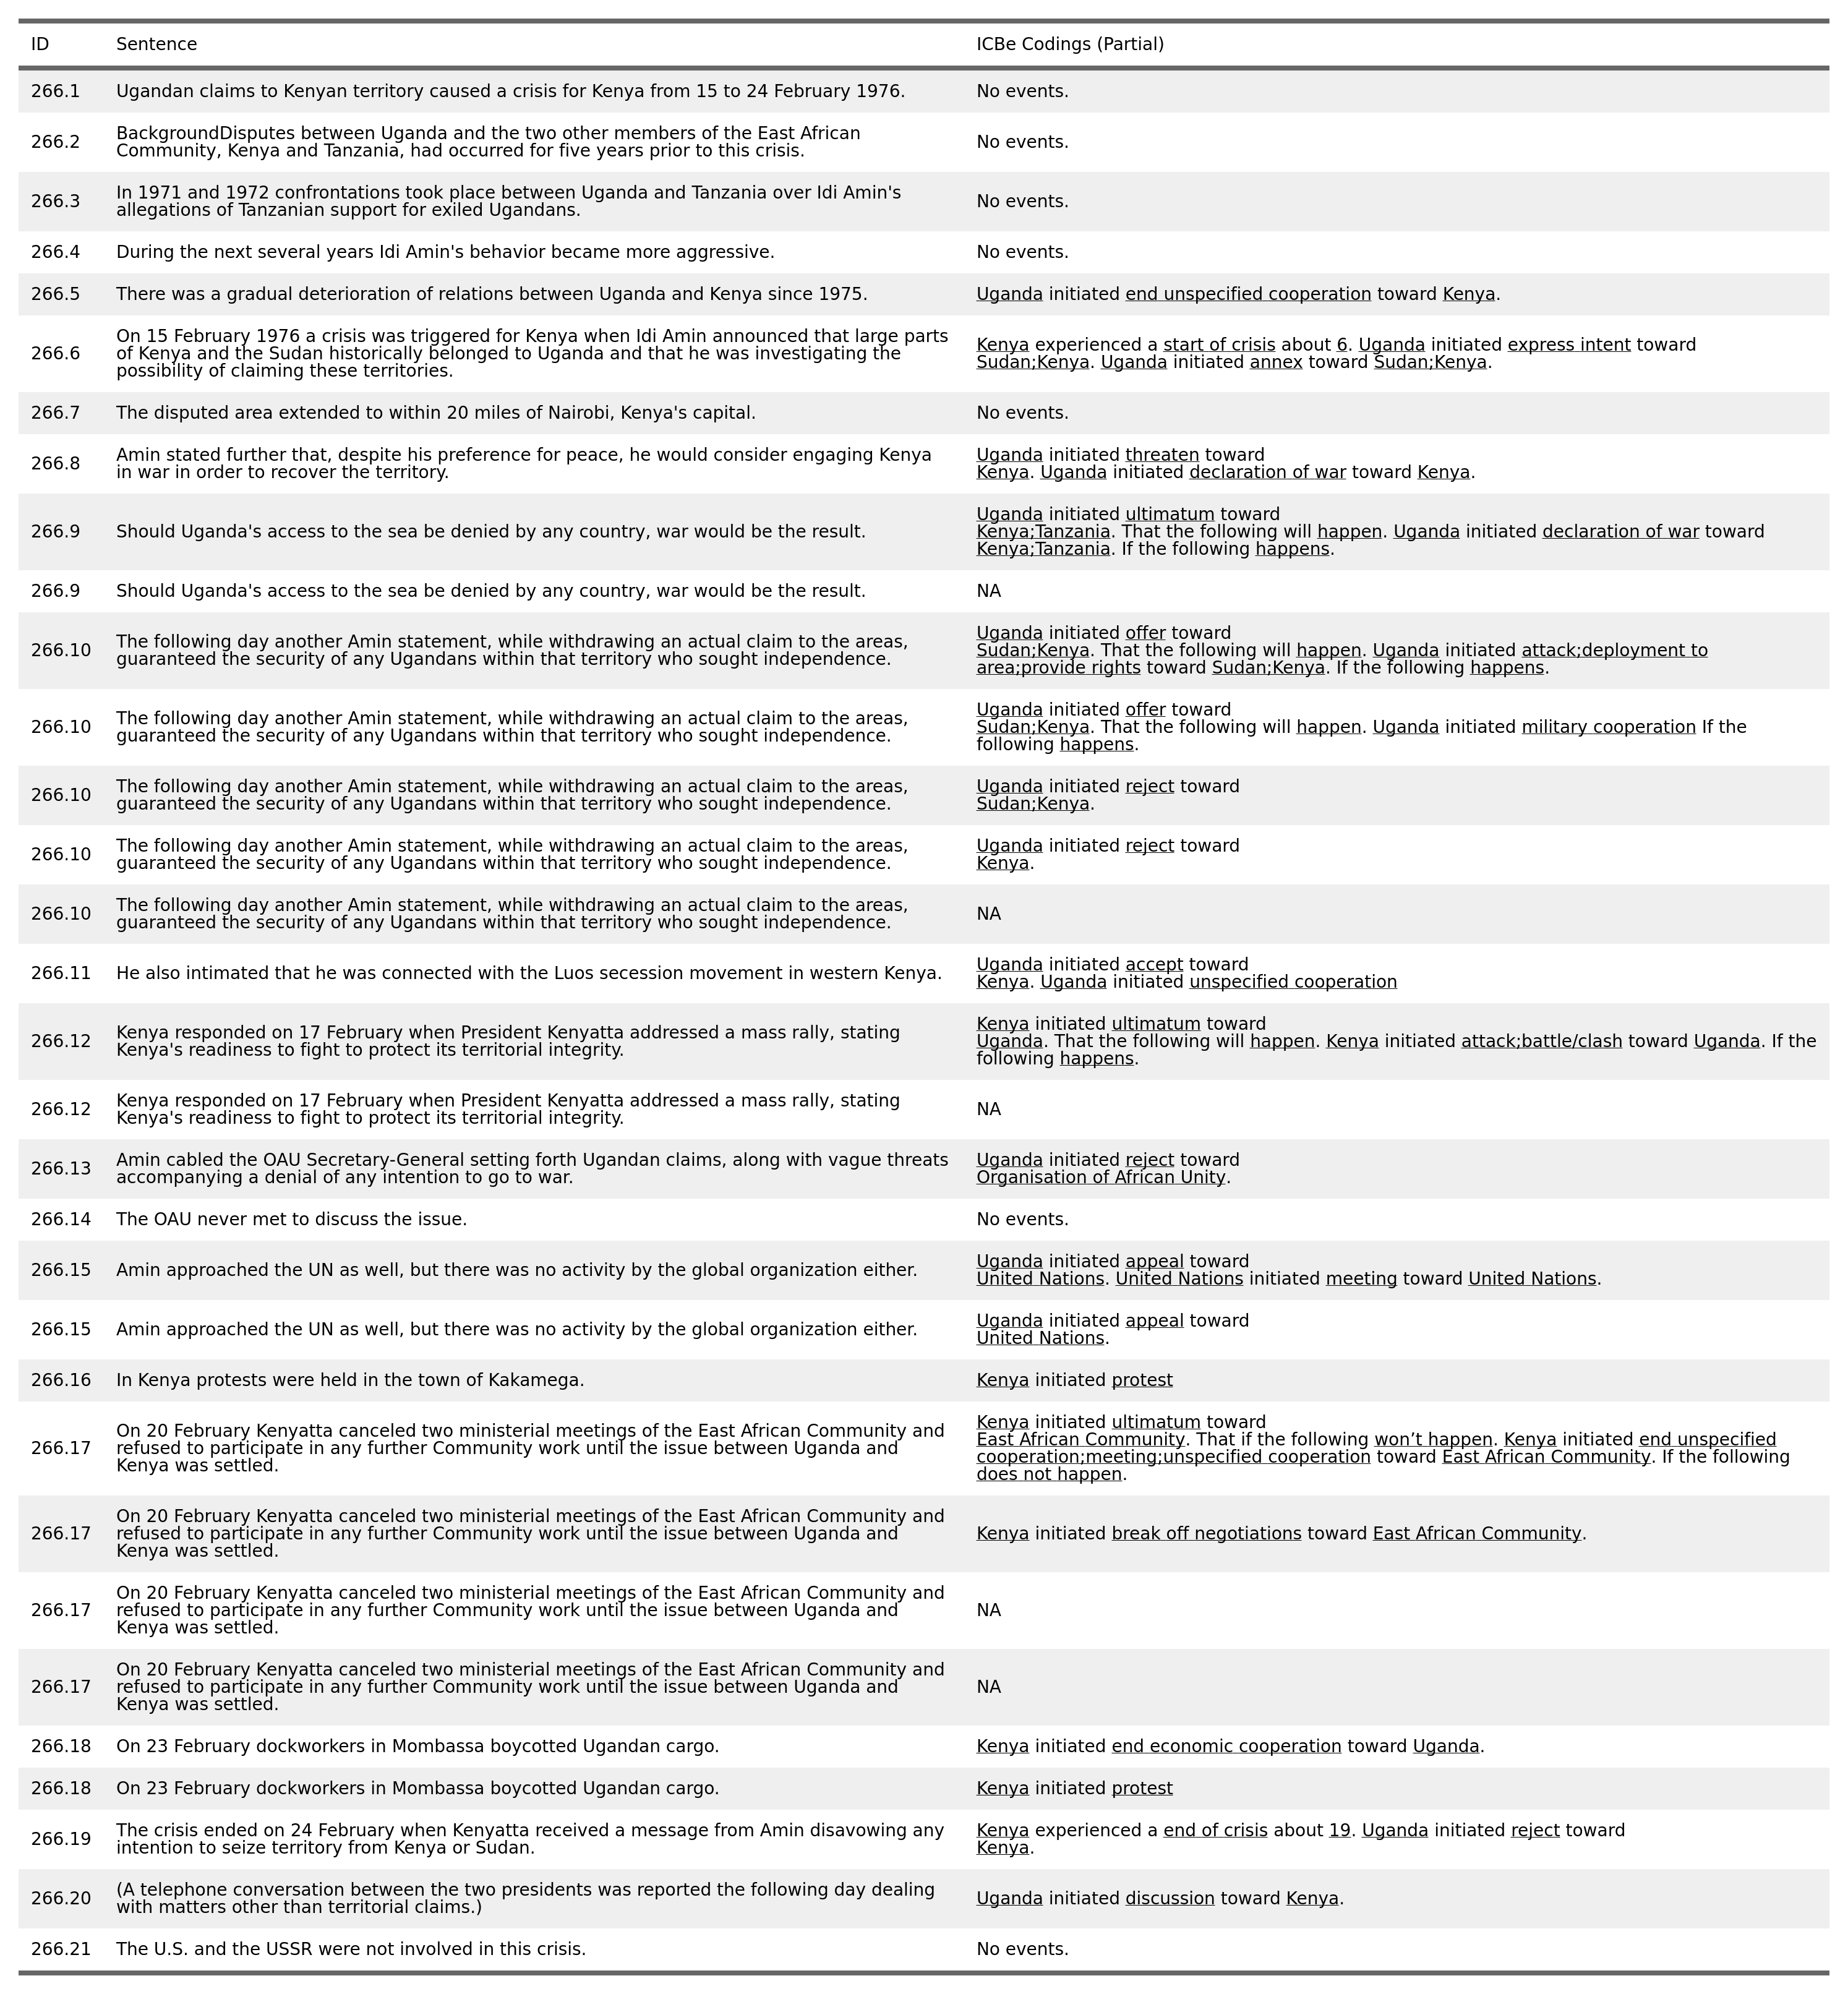 ID Sentence ICBe Codings (Partial)
266.1 Ugandan claims to Kenyan territory caused a crisis for Kenya from 15 to 24 February 1976. No events.
266.2 BackgroundDisputes between Uganda and the two other members of the East African
Community, Kenya and Tanzania, had occurred for five years prior to this crisis. No events.
266.3 In 1971 and 1972 confrontations took place between Uganda and Tanzania over Idi Amin's
allegations of Tanzanian support for exiled Ugandans. No events.
266.4 During the next several years Idi Amin's behavior became more aggressive. No events.
266.5 There was a gradual deterioration of relations between Uganda and Kenya since 1975. Uganda initiated end unspecified cooperation toward Kenya.
266.6 On 15 February 1976 a crisis was triggered for Kenya when Idi Amin announced that large parts
of Kenya and the Sudan historically belonged to Uganda and that he was investigating the
possibility of claiming these territories.
Kenya experienced a start of crisis about 6. Uganda initiated express intent toward
Sudan;Kenya. Uganda initiated annex toward Sudan;Kenya.
266.7 The disputed area extended to within 20 miles of Nairobi, Kenya's capital. No events.
266.8 Amin stated further that, despite his preference for peace, he would consider engaging Kenya
in war in order to recover the territory.
Uganda initiated threaten toward
Kenya. Uganda initiated declaration of war toward Kenya.
266.9 Should Uganda's access to the sea be denied by any country, war would be the result.
Uganda initiated ultimatum toward
Kenya;Tanzania. That the following will happen. Uganda initiated declaration of war toward
Kenya;Tanzania. If the following happens.
266.9 Should Uganda's access to the sea be denied by any country, war would be the result. NA
266.10 The following day another Amin statement, while withdrawing an actual claim to the areas,
guaranteed the security of any Ugandans within that territory who sought independence.
Uganda initiated offer toward
Sudan;Kenya. That the following will happen. Uganda initiated attack;deployment to
area;provide rights toward Sudan;Kenya. If the following happens.
266.10 The following day another Amin statement, while withdrawing an actual claim to the areas,
guaranteed the security of any Ugandans within that territory who sought independence.
Uganda initiated offer toward
Sudan;Kenya. That the following will happen. Uganda initiated military cooperation If the
following happens.
266.10 The following day another Amin statement, while withdrawing an actual claim to the areas,
guaranteed the security of any Ugandans within that territory who sought independence.
Uganda initiated reject toward
Sudan;Kenya.
266.10 The following day another Amin statement, while withdrawing an actual claim to the areas,
guaranteed the security of any Ugandans within that territory who sought independence.
Uganda initiated reject toward
Kenya.
266.10 The following day another Amin statement, while withdrawing an actual claim to the areas,
guaranteed the security of any Ugandans within that territory who sought independence.
NA
266.11 He also intimated that he was connected with the Luos secession movement in western Kenya.
Uganda initiated accept toward
Kenya. Uganda initiated unspecified cooperation
266.12 Kenya responded on 17 February when President Kenyatta addressed a mass rally, stating
Kenya's readiness to fight to protect its territorial integrity.
Kenya initiated ultimatum toward
Uganda. That the following will happen. Kenya initiated attack;battle/clash toward Uganda. If the
following happens.
266.12 Kenya responded on 17 February when President Kenyatta addressed a mass rally, stating
Kenya's readiness to fight to protect its territorial integrity.
NA
266.13 Amin cabled the OAU Secretary-General setting forth Ugandan claims, along with vague threats
accompanying a denial of any intention to go to war.
Uganda initiated reject toward
Organisation of African Unity.
266.14 The OAU never met to discuss the issue. No events.
266.15 Amin approached the UN as well, but there was no activity by the global organization either.
Uganda initiated appeal toward
United Nations. United Nations initiated meeting toward United Nations.
266.15 Amin approached the UN as well, but there was no activity by the global organization either.
Uganda initiated appeal toward
United Nations.
266.16 In Kenya protests were held in the town of Kakamega. Kenya initiated protest
266.17 On 20 February Kenyatta canceled two ministerial meetings of the East African Community and
refused to participate in any further Community work until the issue between Uganda and
Kenya was settled.
Kenya initiated ultimatum toward
East African Community. That if the following won’t happen. Kenya initiated end unspecified
cooperation;meeting;unspecified cooperation toward East African Community. If the following
does not happen.
266.17 On 20 February Kenyatta canceled two ministerial meetings of the East African Community and
refused to participate in any further Community work until the issue between Uganda and
Kenya was settled.
Kenya initiated break off negotiations toward East African Community.
266.17 On 20 February Kenyatta canceled two ministerial meetings of the East African Community and
refused to participate in any further Community work until the issue between Uganda and
Kenya was settled.
NA
266.17 On 20 February Kenyatta canceled two ministerial meetings of the East African Community and
refused to participate in any further Community work until the issue between Uganda and
Kenya was settled.
NA
266.18 On 23 February dockworkers in Mombassa boycotted Ugandan cargo. Kenya initiated end economic cooperation toward Uganda.
266.18 On 23 February dockworkers in Mombassa boycotted Ugandan cargo. Kenya initiated protest
266.19 The crisis ended on 24 February when Kenyatta received a message from Amin disavowing any
intention to seize territory from Kenya or Sudan.
Kenya experienced a end of crisis about 19. Uganda initiated reject toward
Kenya.
266.20 (A telephone conversation between the two presidents was reported the following day dealing
with matters other than territorial claims.)
Uganda initiated discussion toward Kenya.
266.21 The U.S. and the USSR were not involved in this crisis. No events.